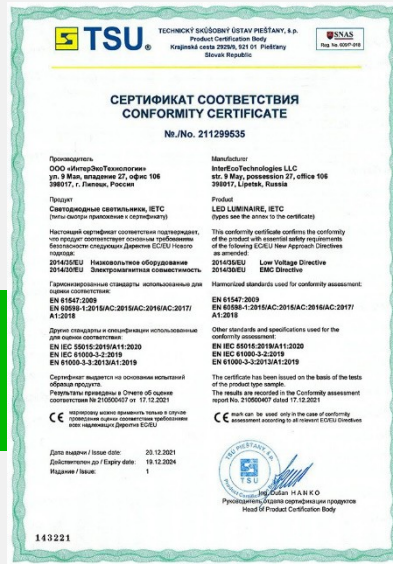 TSU
TECHNICKÝ SKÚŠOBNÝ ÚSTAV PIEŠŤANY, š.p.
Product Certification Body
Krajinská cesta 2929/9, 921 01 Piešťany
Slovak Republic
SNAS
СЕРТИФИКАТ СООТВЕТСТВИЯ
CONFORMITY CERTIFICATE
№./No. 211299535
Производитель
ООО «ИнтерЭкоТехнологии»
ул. 9 Мая, владение 27, офис 106
398017, г. Липецк, Россия
Manufacturer
InterEcoTechnologies LLC
str. 9 May, possession 27, office 106
398017, Lipetsk, Russia
Продукт
Светодиодные светильники, IETC
(типы смотри приложение к сертификату)
Product
LED LUMINAIRE, IETC
(types see the annex to the certificate)
Настоящий сертификат соответствия подтверждает,
что продукт соответствует основным требованиям
безопасности следующих Директив ЕС/EU Нового
подхода:
2014/35/EU Низковольтное оборудование
2014/30/EU Электромагнитная совместимость
This conformity certificate confirms the conformity
of the product with essential safety requirements
of the following EC/EU New Approach Directives
as amended:
2014/35/EU Low Voltage Directive
2014/30/EU EMC Directive
Гармонизированные стандарты использованные для
оценки соответствия:
EN 61547:2009
EN 60598-1:2015/AC:2015/AC:2016/AC:2017/
A1:2018
Harmonized standards used for conformity assessment:
EN 61547:2009
EN 60598-1:2015/AC:2015/AC:2016/AC:2017/
A1:2018
Другие стандарты и спецификации использованные
для оценки соответствия:
EN IEC 55015:2019/A11:2020
EN IEC 61000-3-2:2019
EN 61000-3-3:2013/A1:2019
Other standards and specifications used for the
conformity assessment:
EN IEC 55015:2019/A11:2020
EN IEC 61000-3-2:2019
EN 61000-3-3:2013/A1:2019
Сертификат выдается на основании испытаний
образца продукта.
Результаты приведены в Отчете об оценке
соответствия № 210500407 от 17.12.2021
The certificate has been issued on the basis of the tests
of the product type sample.
The results are recorded in the Conformity assessment
report No. 210500407 dated 17.12.2021
CE маркировку можно применять только в случае
проведения оценки соответствия требованиям
всех надлежащих Директив EC/EU
CE mark can be used only in the case of conformity
assessment according to all relevant EC/EU Directives
Дата выдачи / Issue date: 20.12.2021
Действителен до / Expiry date: 19.12.2024
Издание / Issue: 1
Ing. Dušan HANKO
Руководитель отдела сертификации продуктов
Head of Product Certification Body
143221